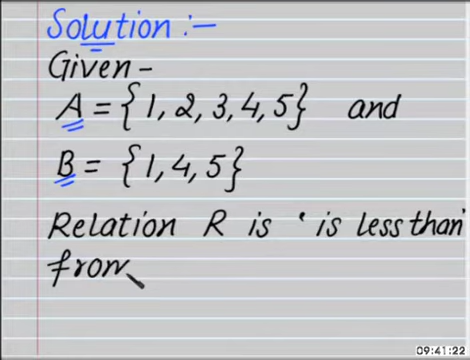 Solution :-
Given -
A = {1, 2, 3, 4, 5} and
B = {1, 4, 5}
Relation R is ' is less than'
from
09:41:22